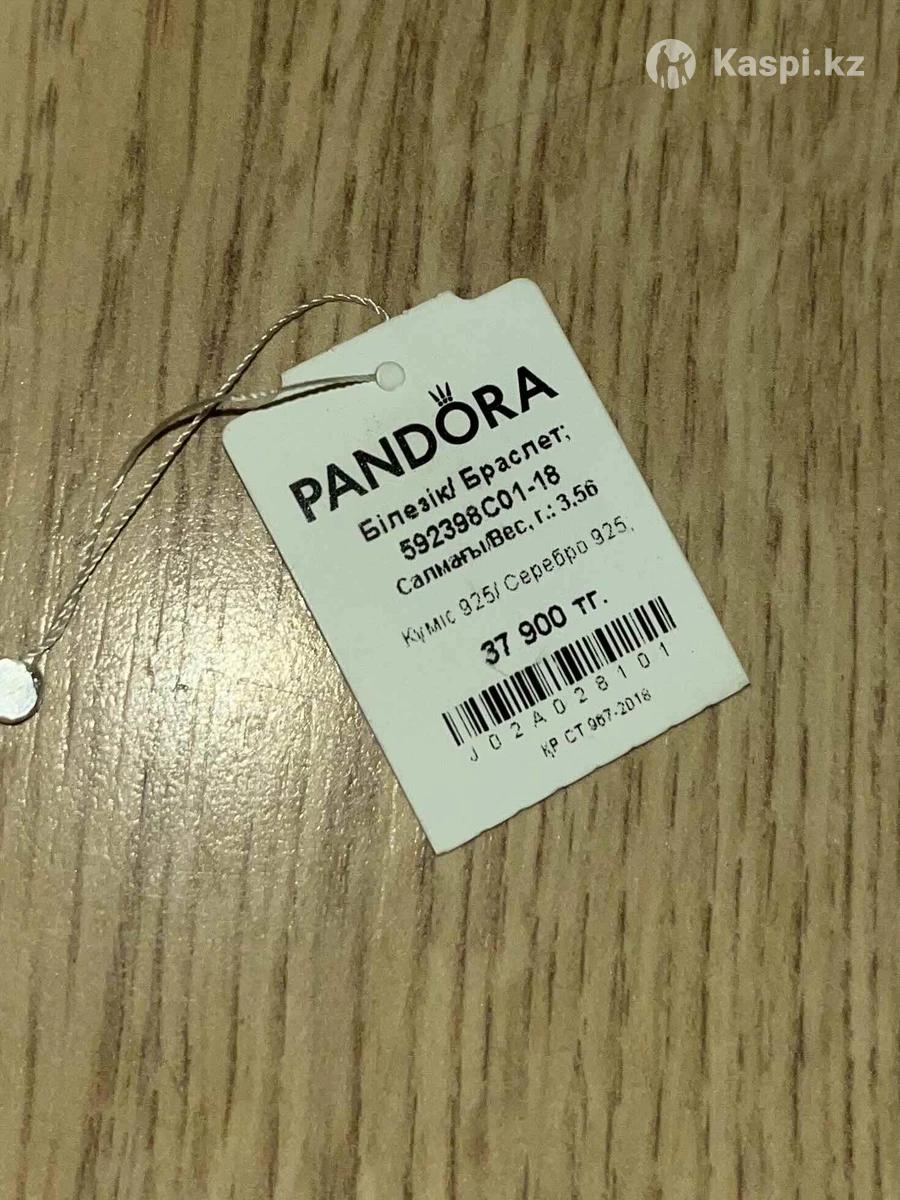 Kaspi.kz
PANDORA
Білезік/ Браслет;
592398C01-18
Салмағы/Вес, г.: 3,56
Күміс 925/ Серебро 925,
37 900 тг.
J02A028101
ҚР СТ 967-2018